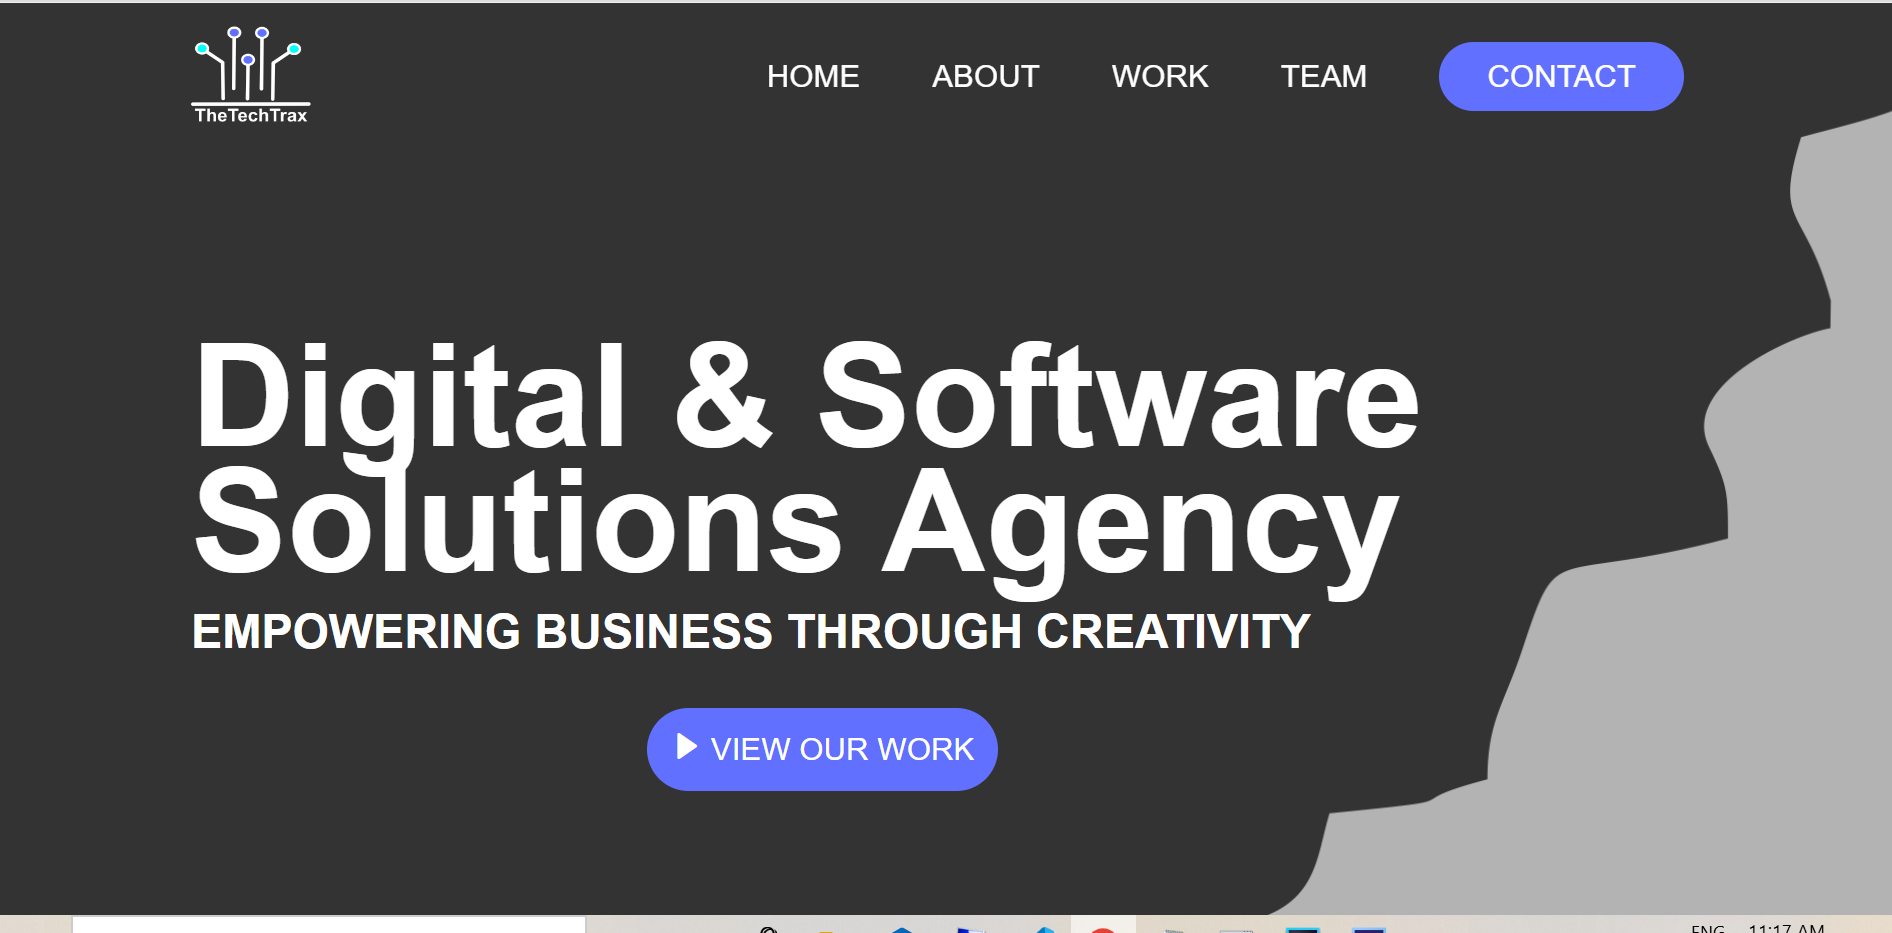 TheTechTrax
HOME ABOUT WORK TEAM CONTACT
Digital & Software
Solutions Agency
EMPOWERING BUSINESS THROUGH CREATIVITY
VIEW OUR WORK
ENG 11:17 AM